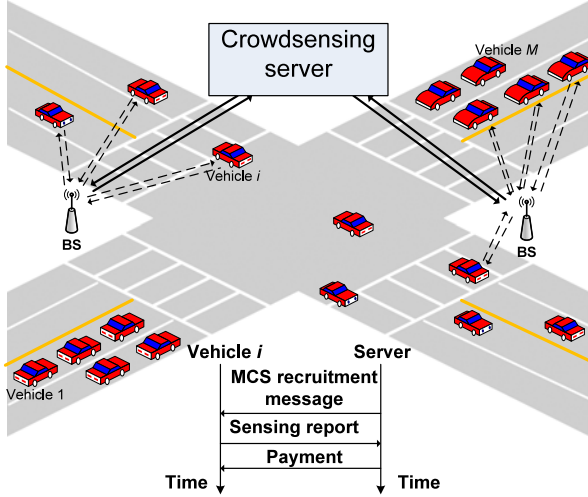 Crowdsensing
server
Vehicle M
Vehicle i
BS
BS
Vehicle 1
Vehicle i
Server
MCS recruitment
message
Sensing report
Payment
Time
Time